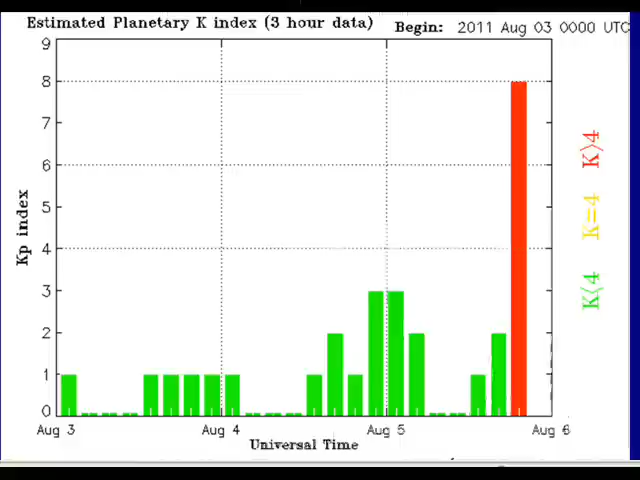 Estimated Planetary K index (3 hour data)
Begin: 2011 Aug 03 0000 UTC
9
8
7
6
5
4
3
2
1
0
Kp index
Aug 3
Aug 4
Aug 5
Aug 6
Universal Time
K>4
K=4
K<4